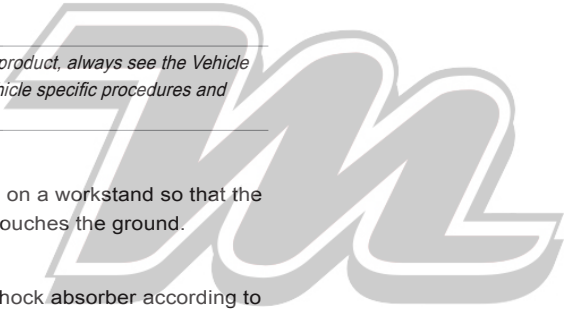 product, always see the Vehicle
hicle specific procedures and
on a workstand so that the
ouches the ground.
hock absorber according to